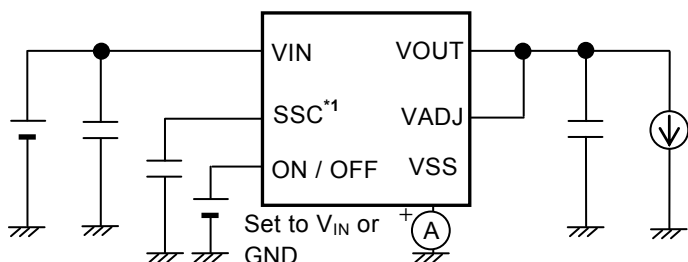 VIN
VOUT
SSC*1
VADJ
ON / OFF
VSS
Set to VIN or
GND
+
A